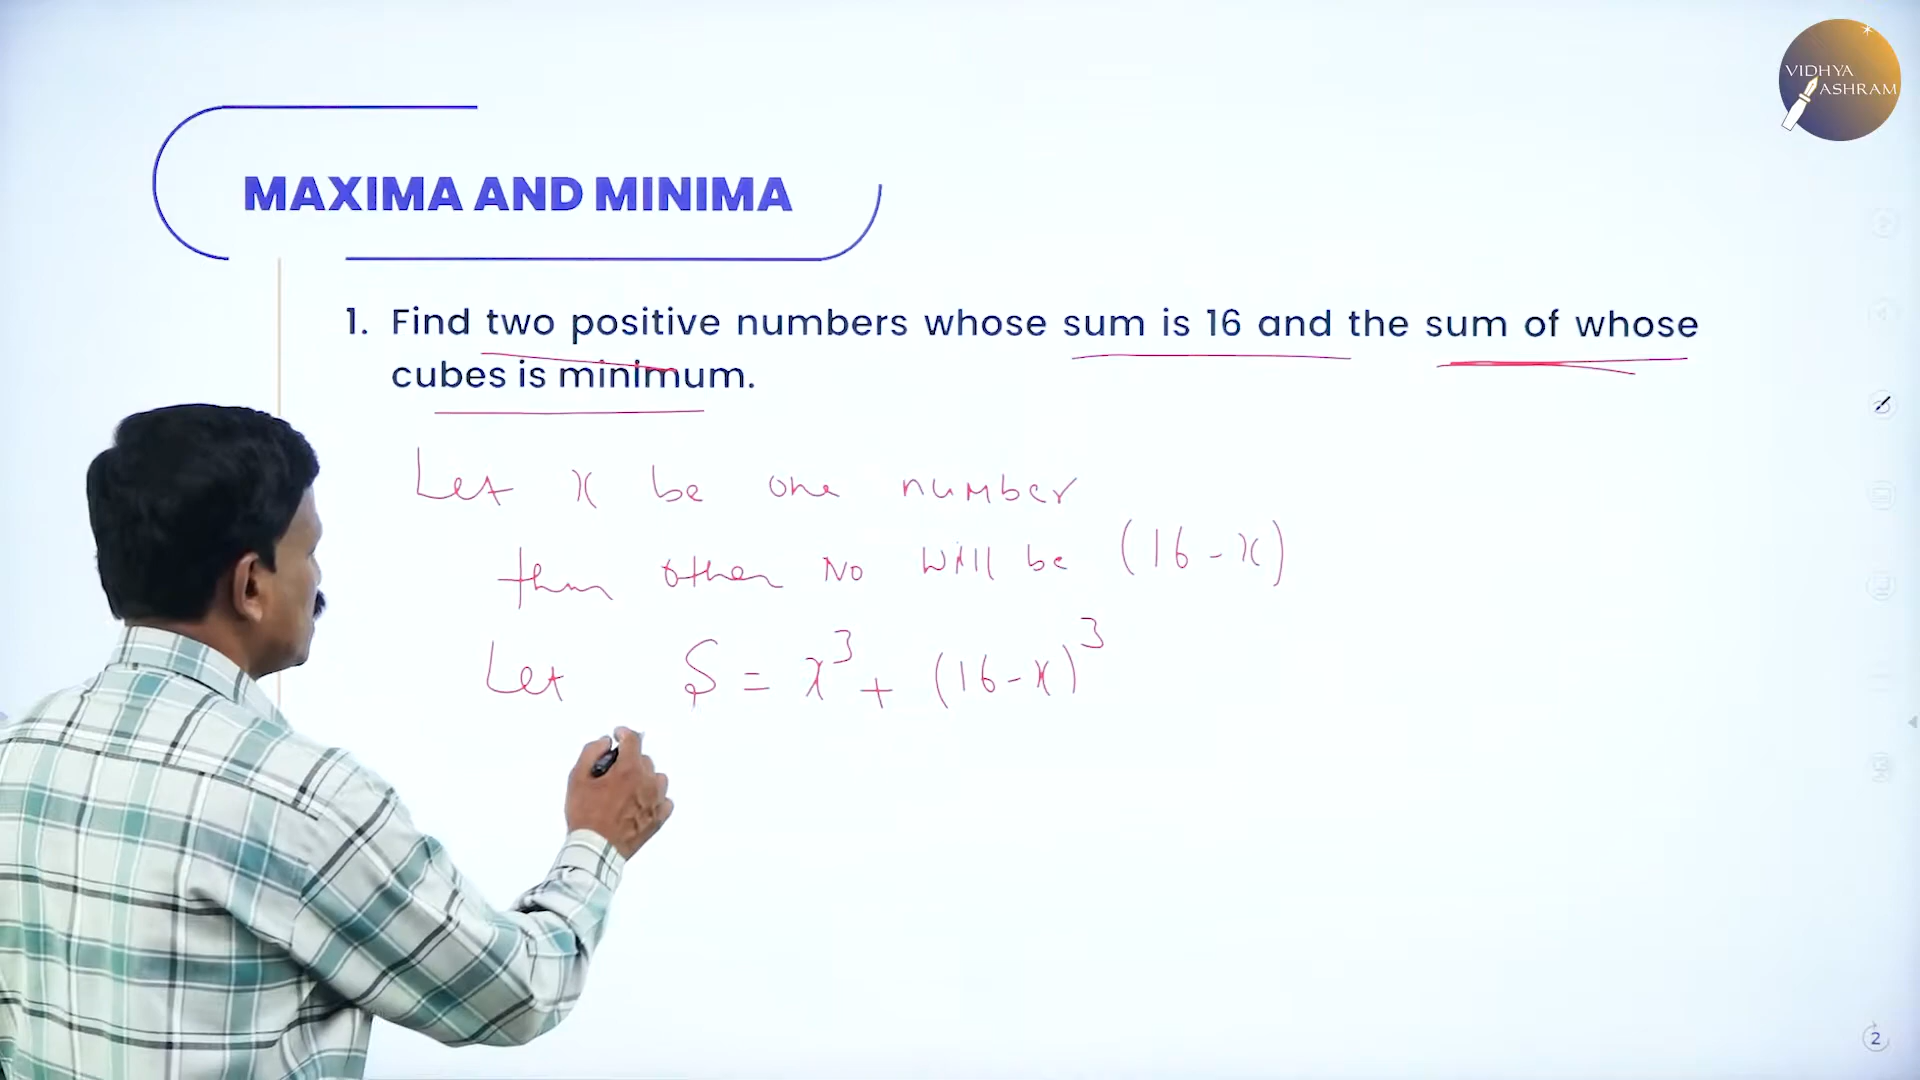 VIDHYA
ASHRAM
MAXIMA AND MINIMA
1. Find two positive numbers whose sum is 16 and the sum of whose
cubes is minimum.
Let x be one number
then other No will be (16-x)
Let S = x³ + (16-x)³
2